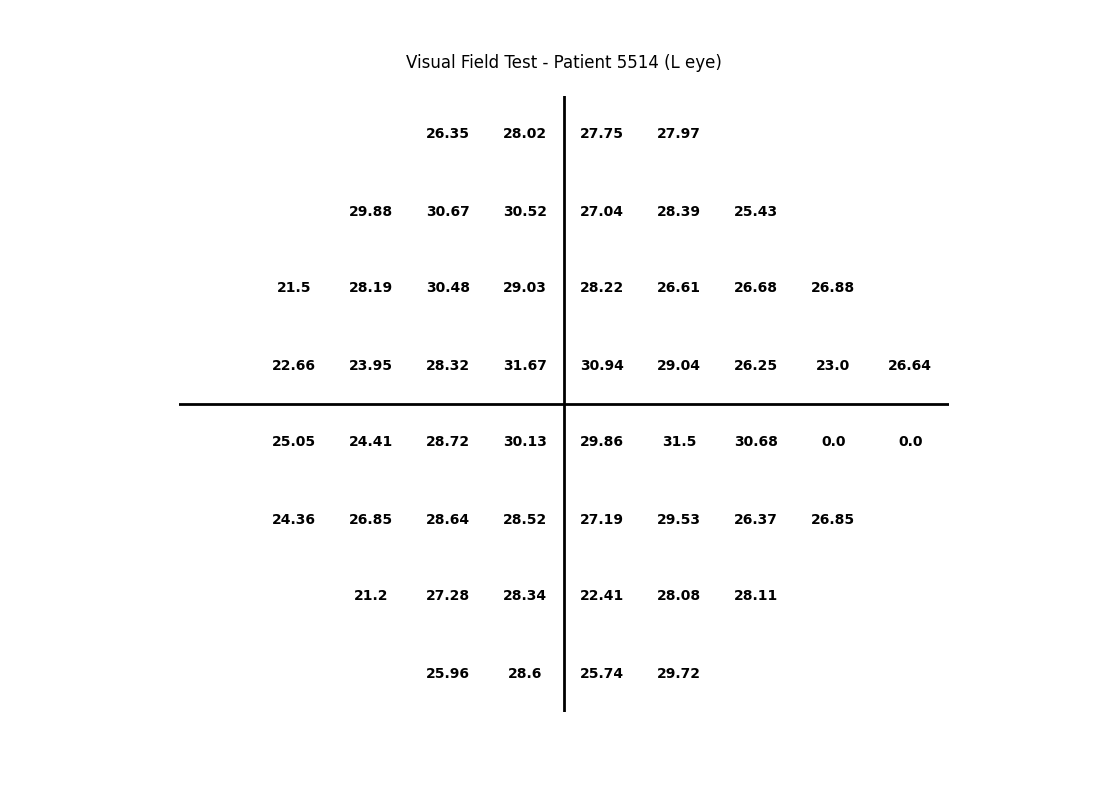 Visual Field Test - Patient 5514 (L eye)
26.35 28.02 27.75 27.97
29.88 30.67 30.52 27.04 28.39 25.43
21.5 28.19 30.48 29.03 28.22 26.61 26.68 26.88
22.66 23.95 28.32 31.67 30.94 29.04 26.25 23.0 26.64
25.05 24.41 28.72 30.13 29.86 31.5 30.68 0.0 0.0
24.36 26.85 28.64 28.52 27.19 29.53 26.37 26.85
21.2 27.28 28.34 22.41 28.08 28.11
25.96 28.6 25.74 29.72